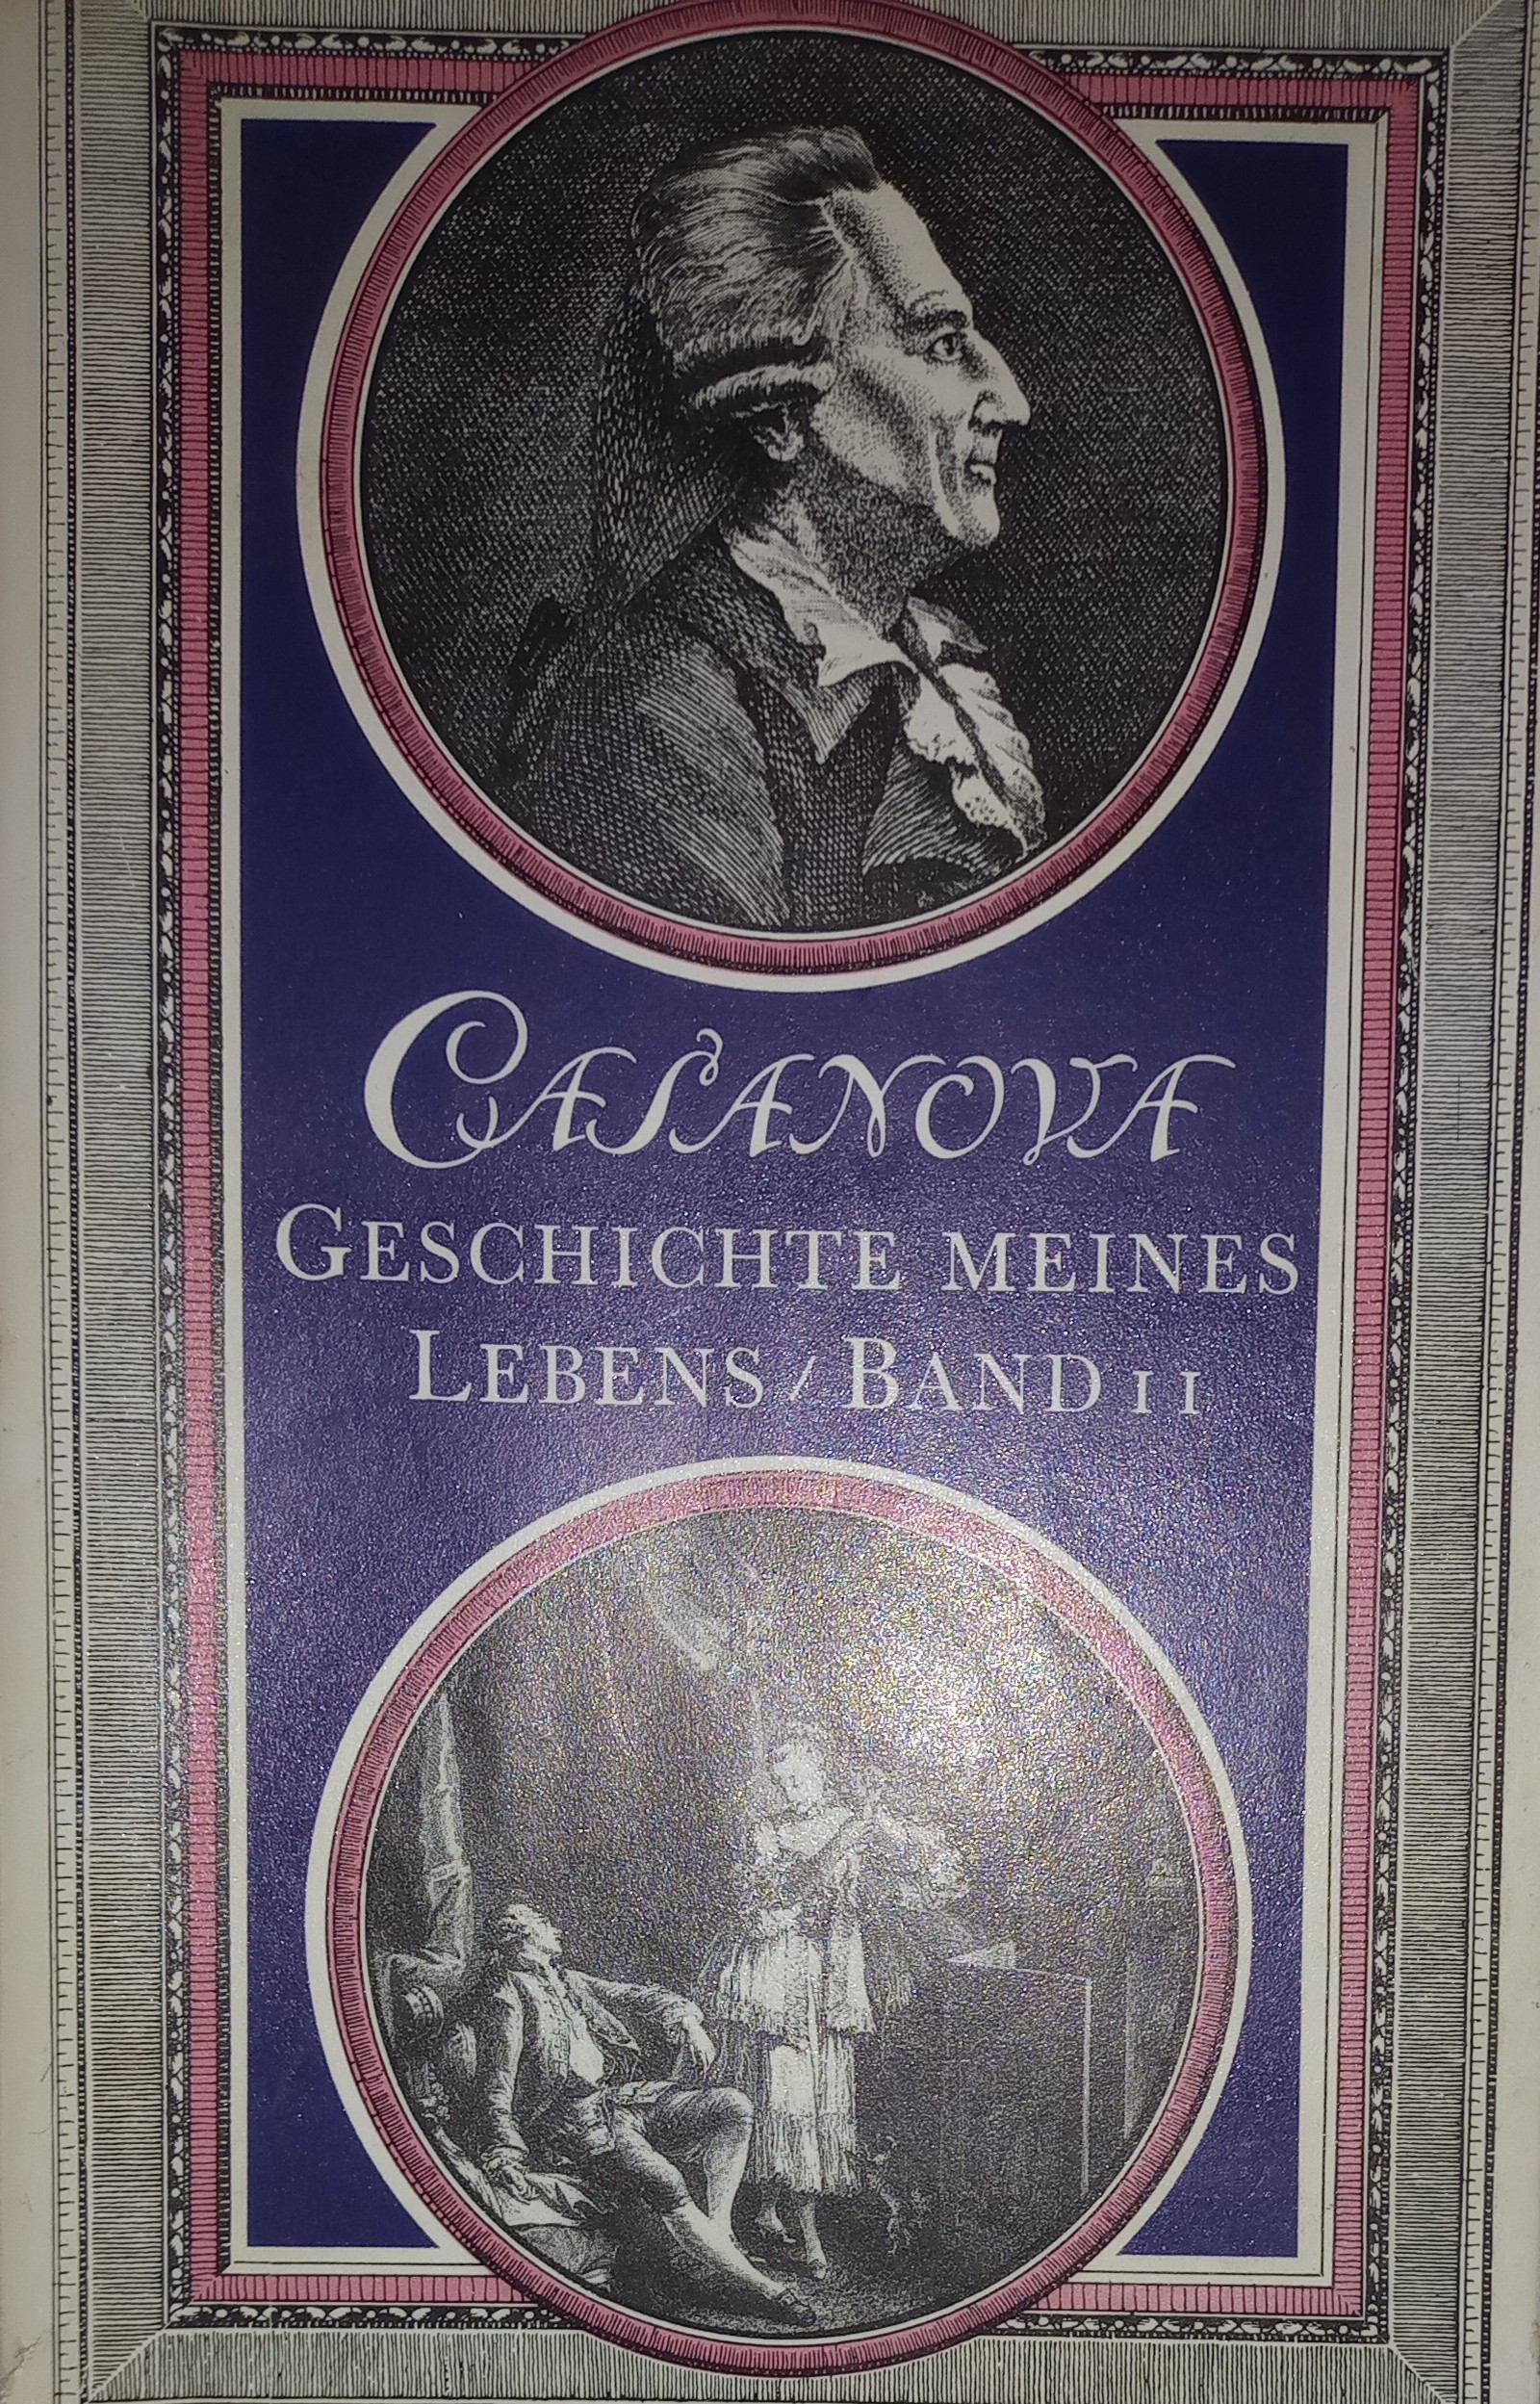 CASANOVA
GESCHICHTE MEINES
LEBENS / BAND II